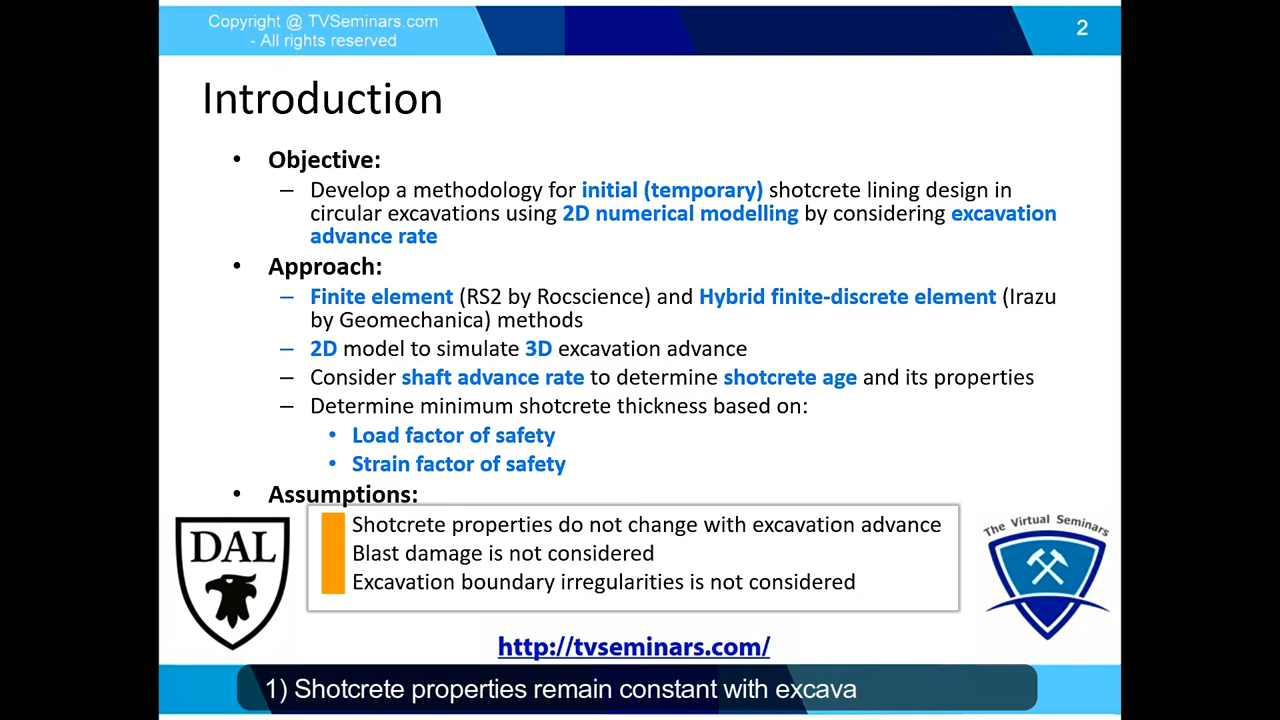 Copyright @ TVSeminars.com
- All rights reserved
2
Introduction
• Objective:
– Develop a methodology for initial (temporary) shotcrete lining design in
circular excavations using 2D numerical modelling by considering excavation
advance rate
• Approach:
– Finite element (RS2 by Rocscience) and Hybrid finite-discrete element (Irazu
by Geomechanica) methods
– 2D model to simulate 3D excavation advance
– Consider shaft advance rate to determine shotcrete age and its properties
– Determine minimum shotcrete thickness based on:
• Load factor of safety
• Strain factor of safety
• Assumptions:
Shotcrete properties do not change with excavation advance
Blast damage is not considered
Excavation boundary irregularities is not considered
DAL
The Virtual Seminars
http://tvseminars.com/
1) Shotcrete properties remain constant with excava